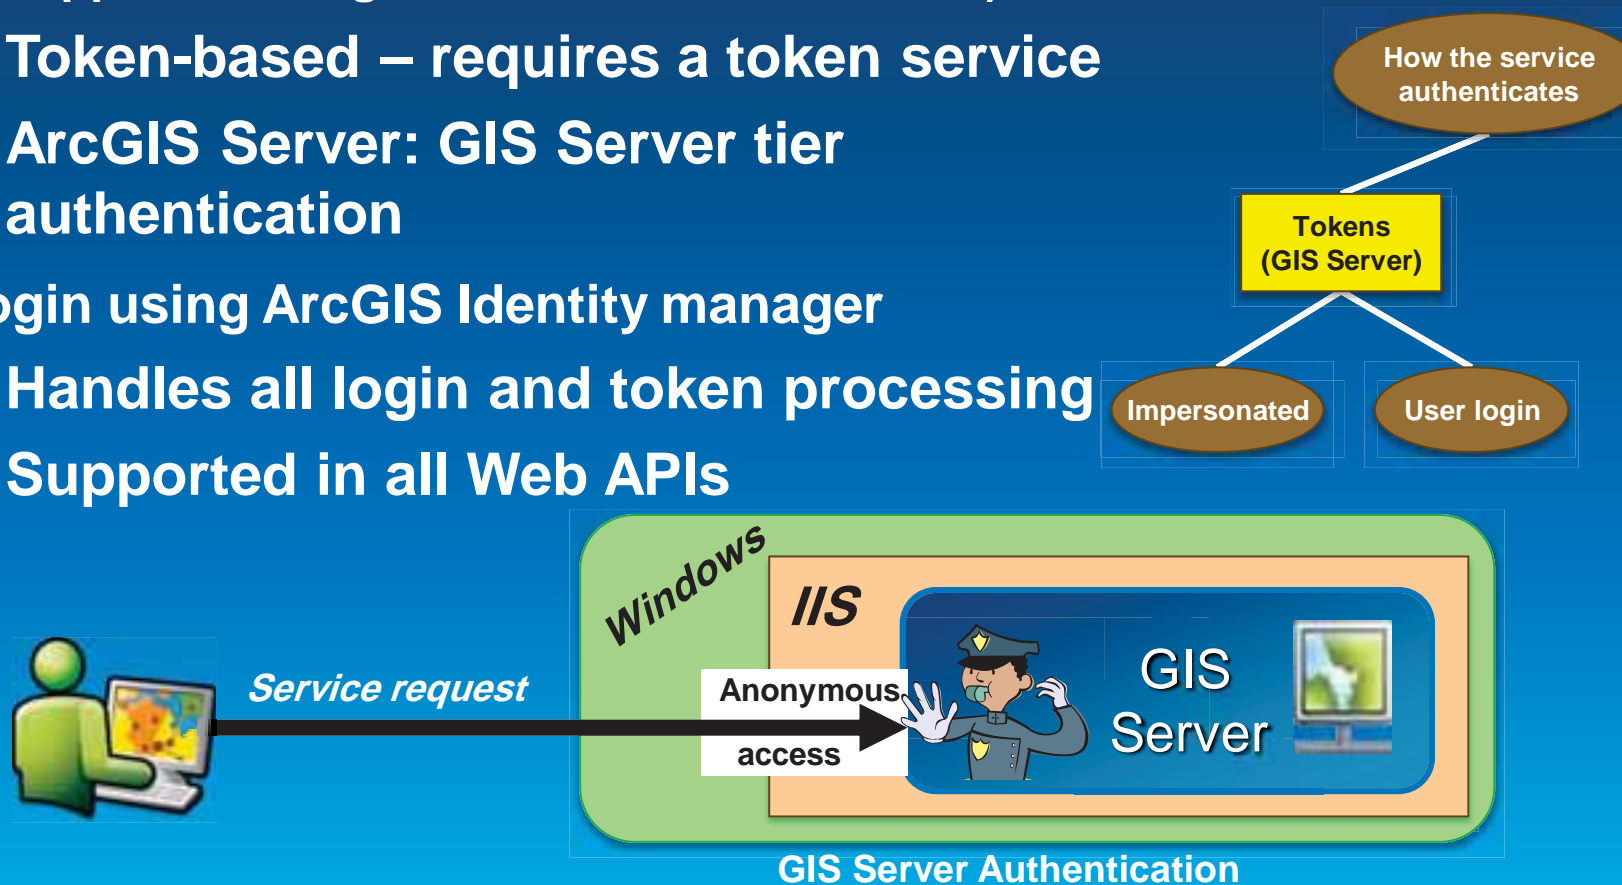 Token-based – requires a token service
ArcGIS Server: GIS Server tier
authentication
ogin using ArcGIS Identity manager
Handles all login and token processing
Supported in all Web APIs
How the service
authenticates
Tokens
(GIS Server)
Impersonated
User login
Windows
IIS
Service request
Anonymous
access
GIS
Server
GIS Server Authentication